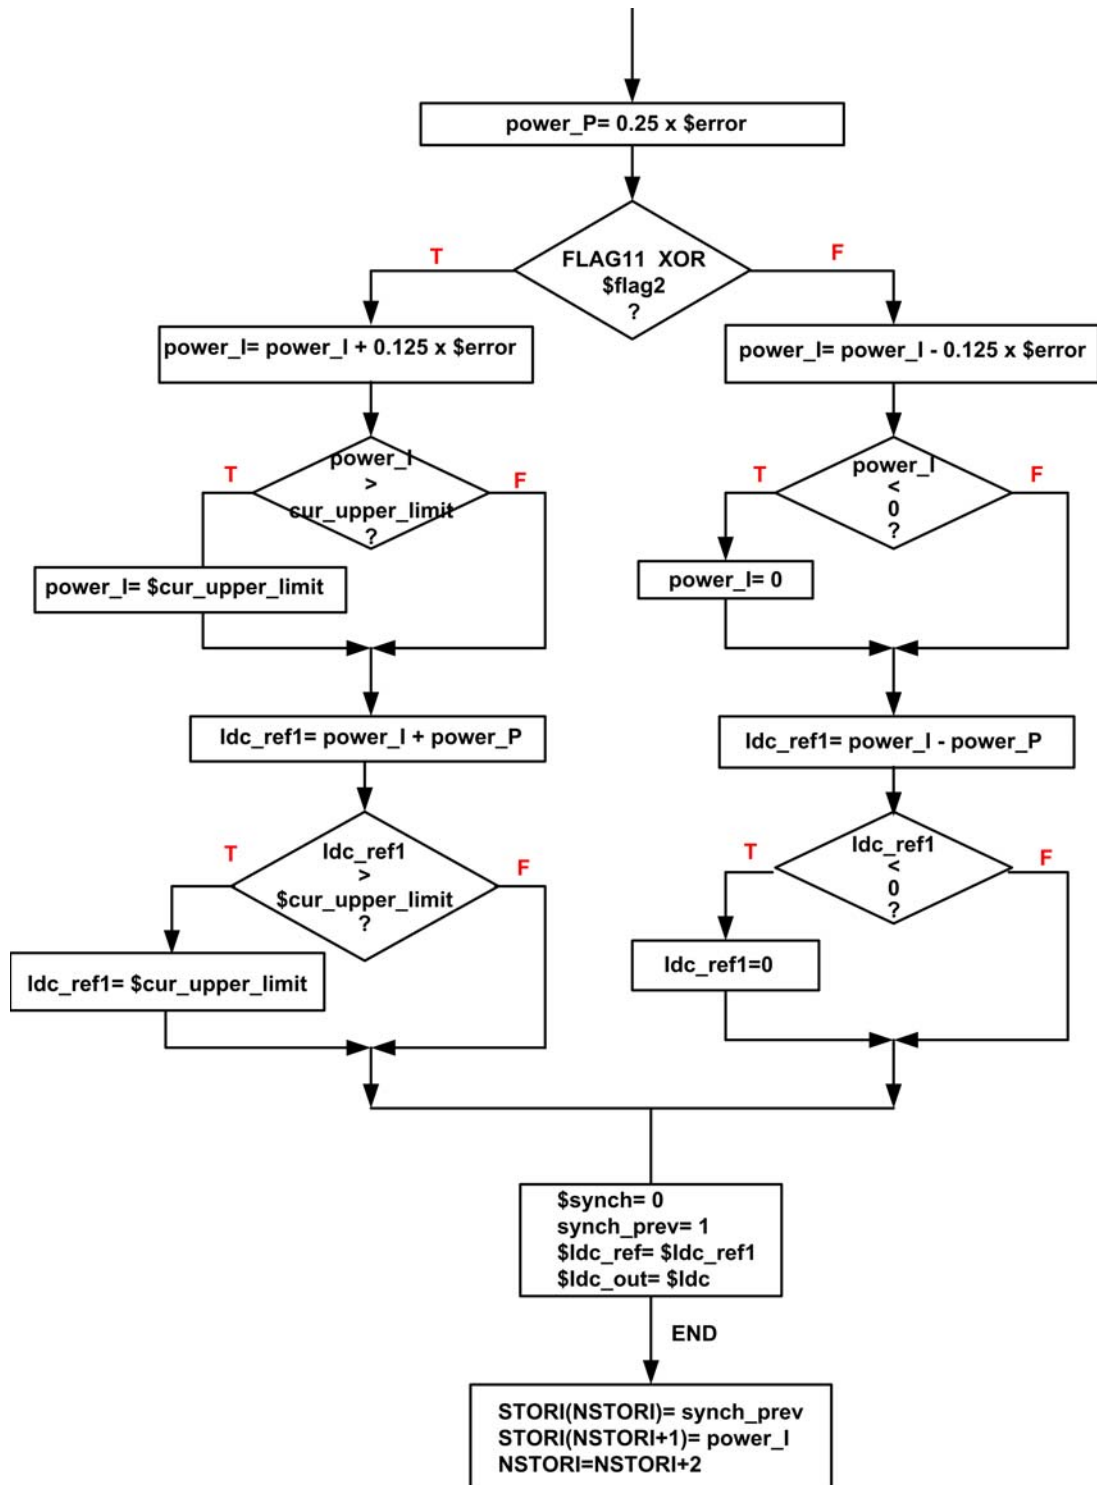 power_P= 0.25 x $error
FLAG11 XOR
$flag2
?
T
F
power_I= power_I + 0.125 x $error
power_I= power_I - 0.125 x $error
power_I
>
cur_upper_limit
?
T
F
power_I
<
0
?
T
F
power_I= $cur_upper_limit
power_I= 0
Idc_ref1= power_I + power_P
Idc_ref1= power_I - power_P
Idc_ref1
>
$cur_upper_limit
?
T
F
Idc_ref1
<
0
?
T
F
Idc_ref1= $cur_upper_limit
Idc_ref1=0
$synch= 0
synch_prev= 1
$Idc_ref= $Idc_ref1
$Idc_out= $Idc
END
STORI(NSTORI)= synch_prev
STORI(NSTORI+1)= power_I
NSTORI=NSTORI+2